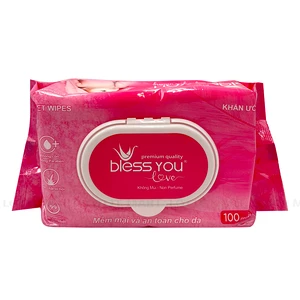 WIPES
KHĂN ƯỚ
premium quality
bless you
love
Không Mùi - Non Perfume
Mềm mại và an toàn cho da
100